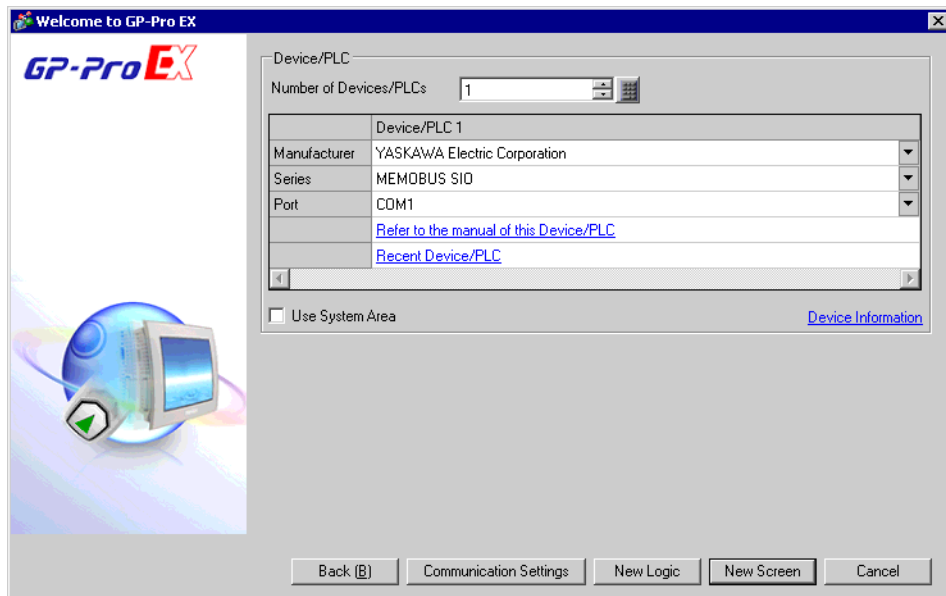 Welcome to GP-Pro EX
GP-Pro EX
Device/PLC
Number of Devices/PLCs 1
Device/PLC 1
Manufacturer YASKAWA Electric Corporation
Series MEMOBUS SIO
Port COM1
Refer to the manual of this Device/PLC
Recent Device/PLC
Use System Area Device Information
Back (B) Communication Settings New Logic New Screen Cancel